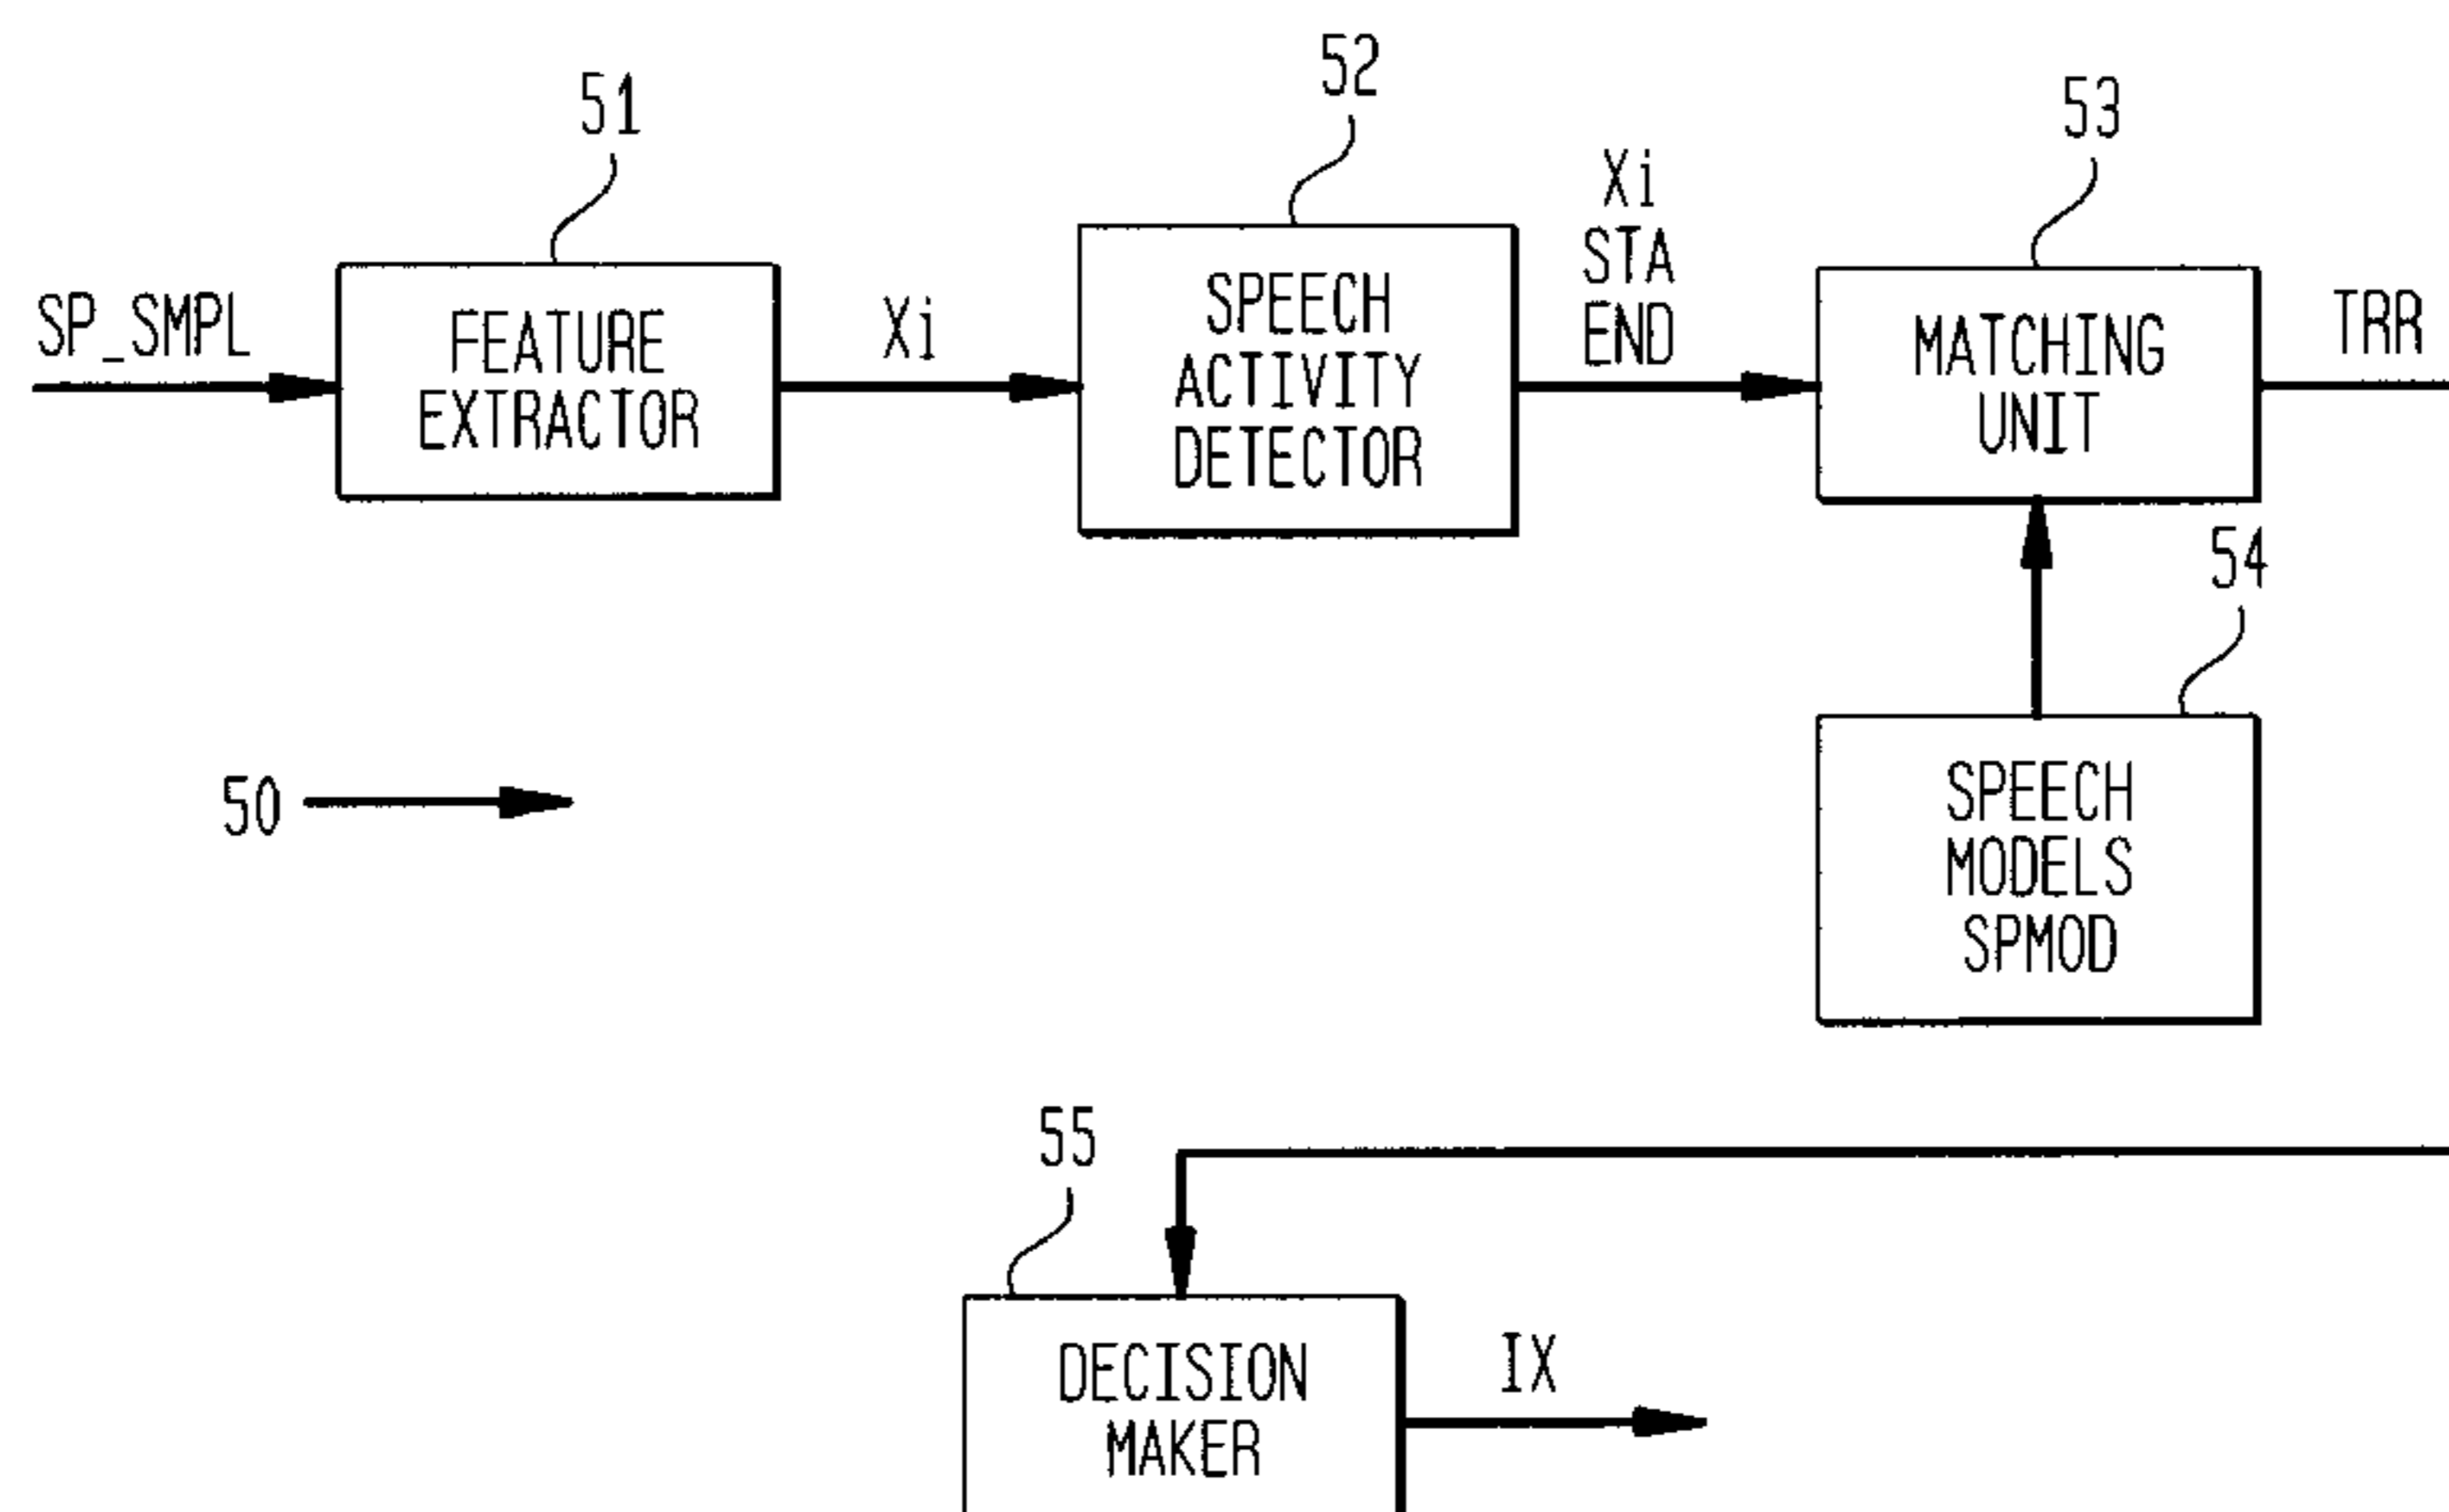 52
51
53
Xi
STA
END
SP_SMPL
FEATURE
EXTRACTOR
Xi
SPEECH
ACTIVITY
DETECTOR
MATCHING
UNIT
TRR
54
50
SPEECH
MODELS
SPMOD
55
DECISION
MAKER
IX